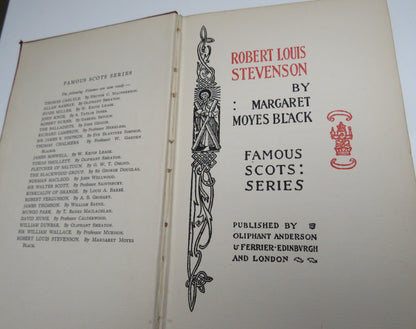 FAMOUS SCOTS SERIES
The following Volumes are now ready—
THOMAS CARLYLE. By HECTOR C. MACPHERSON.
ALLAN RAMSAY. By OLIPHANT SMEATON.
HUGH MILLER. By W. KEITH LEASK.
JOHN KNOX. By A. TAYLOR INNES.
ROBERT BURNS. By GABRIEL SETOUN.
THE BALLADISTS. By JOHN GEDDIE.
RICHARD CAMERON. By Professor HERKLESS.
SIR JAMES Y. SIMPSON. By EVE BLANTYRE SIMPSON.
THOMAS CHALMERS. By Professor W. GARDEN
BLAIKIE.
JAMES BOSWELL. By W. KEITH LEASK.
TOBIAS SMOLLETT. By OLIPHANT SMEATON.
FLETCHER OF SALTOUN. By G. W. T. OMOND.
THE BLACKWOOD GROUP. By Sir GEORGE DOUGLAS.
NORMAN MACLEOD. By JOHN WELLWOOD.
SIR WALTER SCOTT. By Professor SAINTSBURY.
KIRKCALDY OF GRANGE. By LOUIS A. BARBÉ.
ROBERT FERGUSSON. By A. B. GROSART.
JAMES THOMSON. By WILLIAM BAYNE.
MUNGO PARK. By T. BANKS MACLACHLAN.
DAVID HUME. By Professor CALDERWOOD.
WILLIAM DUNBAR. By OLIPHANT SMEATON.
SIR WILLIAM WALLACE. By Professor MURISON.
ROBERT LOUIS STEVENSON. By MARGARET MOYES
BLACK.
ROBERT LOUIS
STEVENSON
BY
: MARGARET
MOYES BLACK
FAMOUS
SCOTS:
SERIES
PUBLISHED BY
OLIPHANT ANDERSON
& FERRIER·EDINBVRGH
AND LONDON